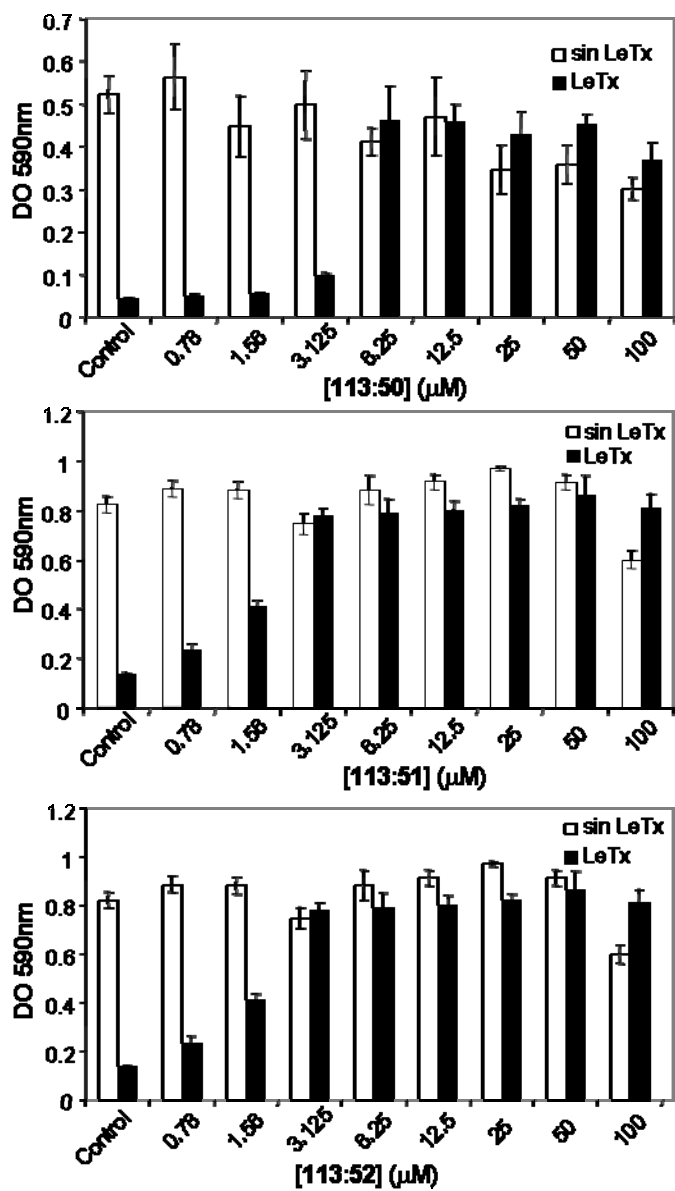 0.7
0.6
0.5
0.4
0.3
0.2
0.1
0
DO 590nm
sin LeTx
LeTx
Control 0.78 1.56 3.125 6.25 12.5 25 50 100
[113:50] (μM)
1.2
1
0.8
0.6
0.4
0.2
0
DO 590nm
sin LeTx
LeTx
Control 0.78 1.56 3.125 6.25 12.5 25 50 100
[113:51] (μM)
1.2
1
0.8
0.6
0.4
0.2
0
DO 590nm
sin LeTx
LeTx
Control 0.78 1.56 3.125 6.25 12.5 25 50 100
[113:52] (μM)